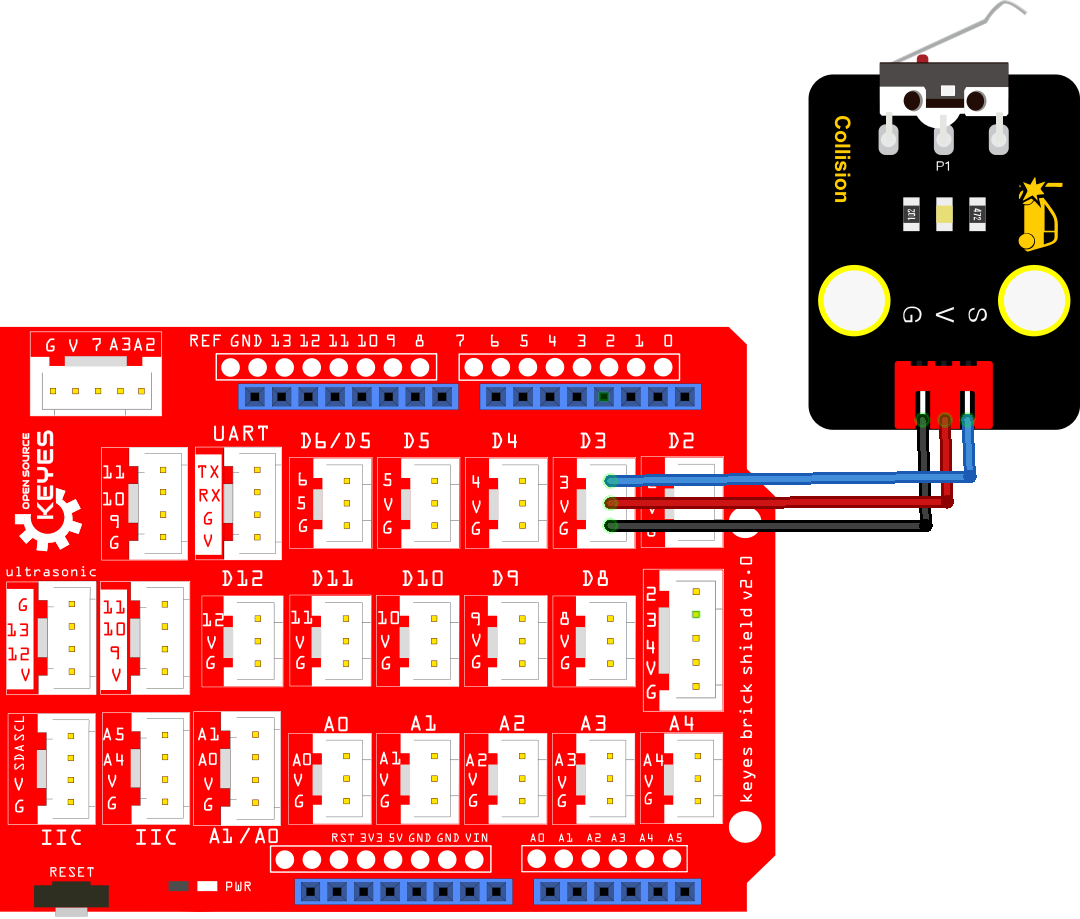 Collision
P1
331
472
G V S
G V 7 A3A2
REF GND 13 12 11 10 9 8
7 6 5 4 3 2 1 0
OPEN SOURCE
KEYES
UART
D6/D5
D5
D4
D3
D2
11
10
9
G
TX
RX
G
V
6
5
G
5
V
G
4
V
G
3
V
G
G
ultrasonic
D12
D11
D10
D9
D8
G
13
12
V
11
10
9
V
12
V
G
11
V
G
10
V
G
9
V
G
8
V
G
2
3
4
V
G
keyes brick shield v2.0
SCL
SDA
V
G
IIC
A5
A4
V
G
IIC
A1
A0
V
G
A1/A0
A0
A0
V
G
A1
A1
V
G
A2
A2
V
G
A3
A3
V
G
A4
A4
V
G
RST 3V3 5V GND GND VIN
A0 A1 A2 A3 A4 A5
RESET
PWR